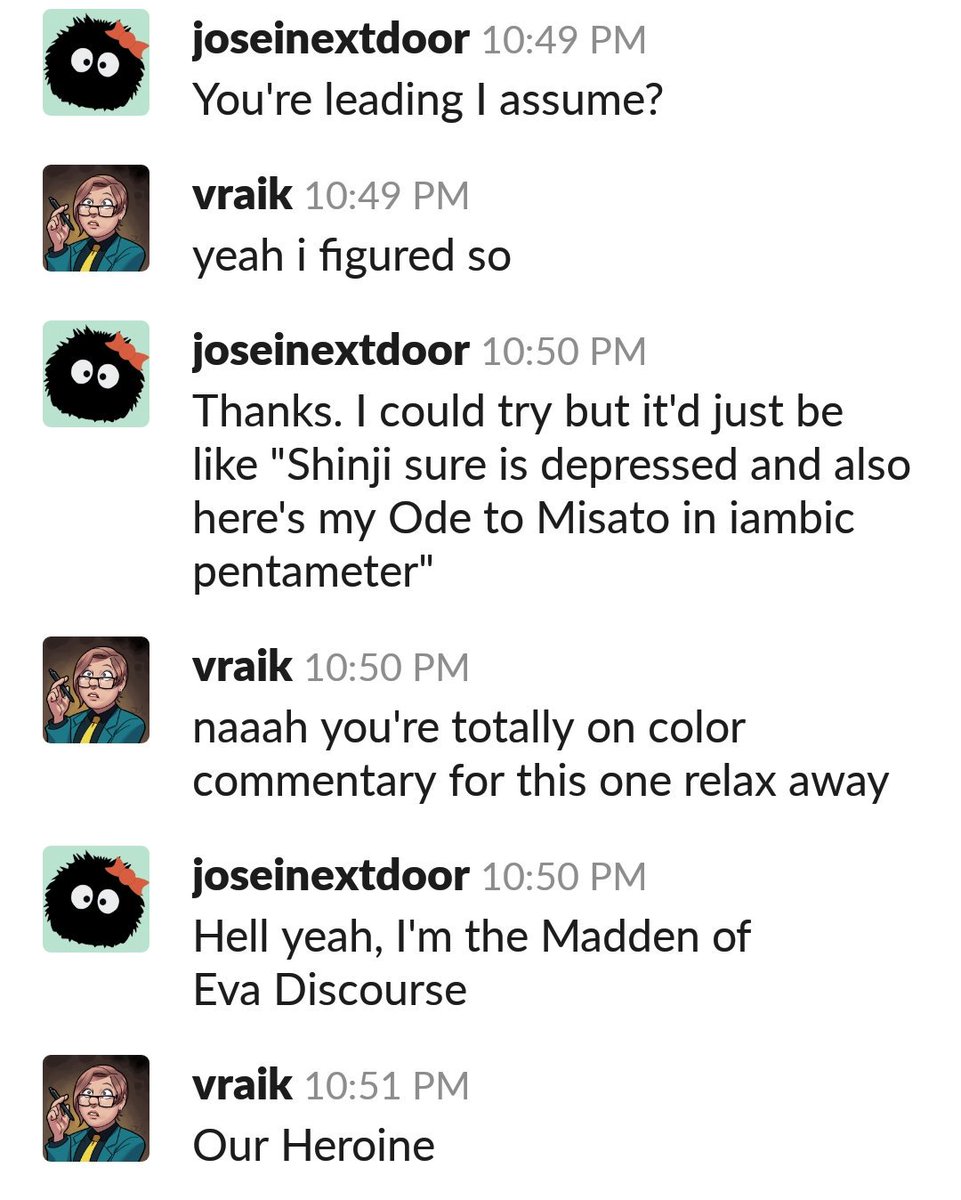 joseinextdoor 10:49 PM
You're leading I assume?
vraik 10:49 PM
yeah i figured so
joseinextdoor 10:50 PM
Thanks. I could try but it'd just be
like "Shinji sure is depressed and also
here's my Ode to Misato in iambic
pentameter"
vraik 10:50 PM
naaah you're totally on color
commentary for this one relax away
joseinextdoor 10:50 PM
Hell yeah, I'm the Madden of
Eva Discourse
vraik 10:51 PM
Our Heroine